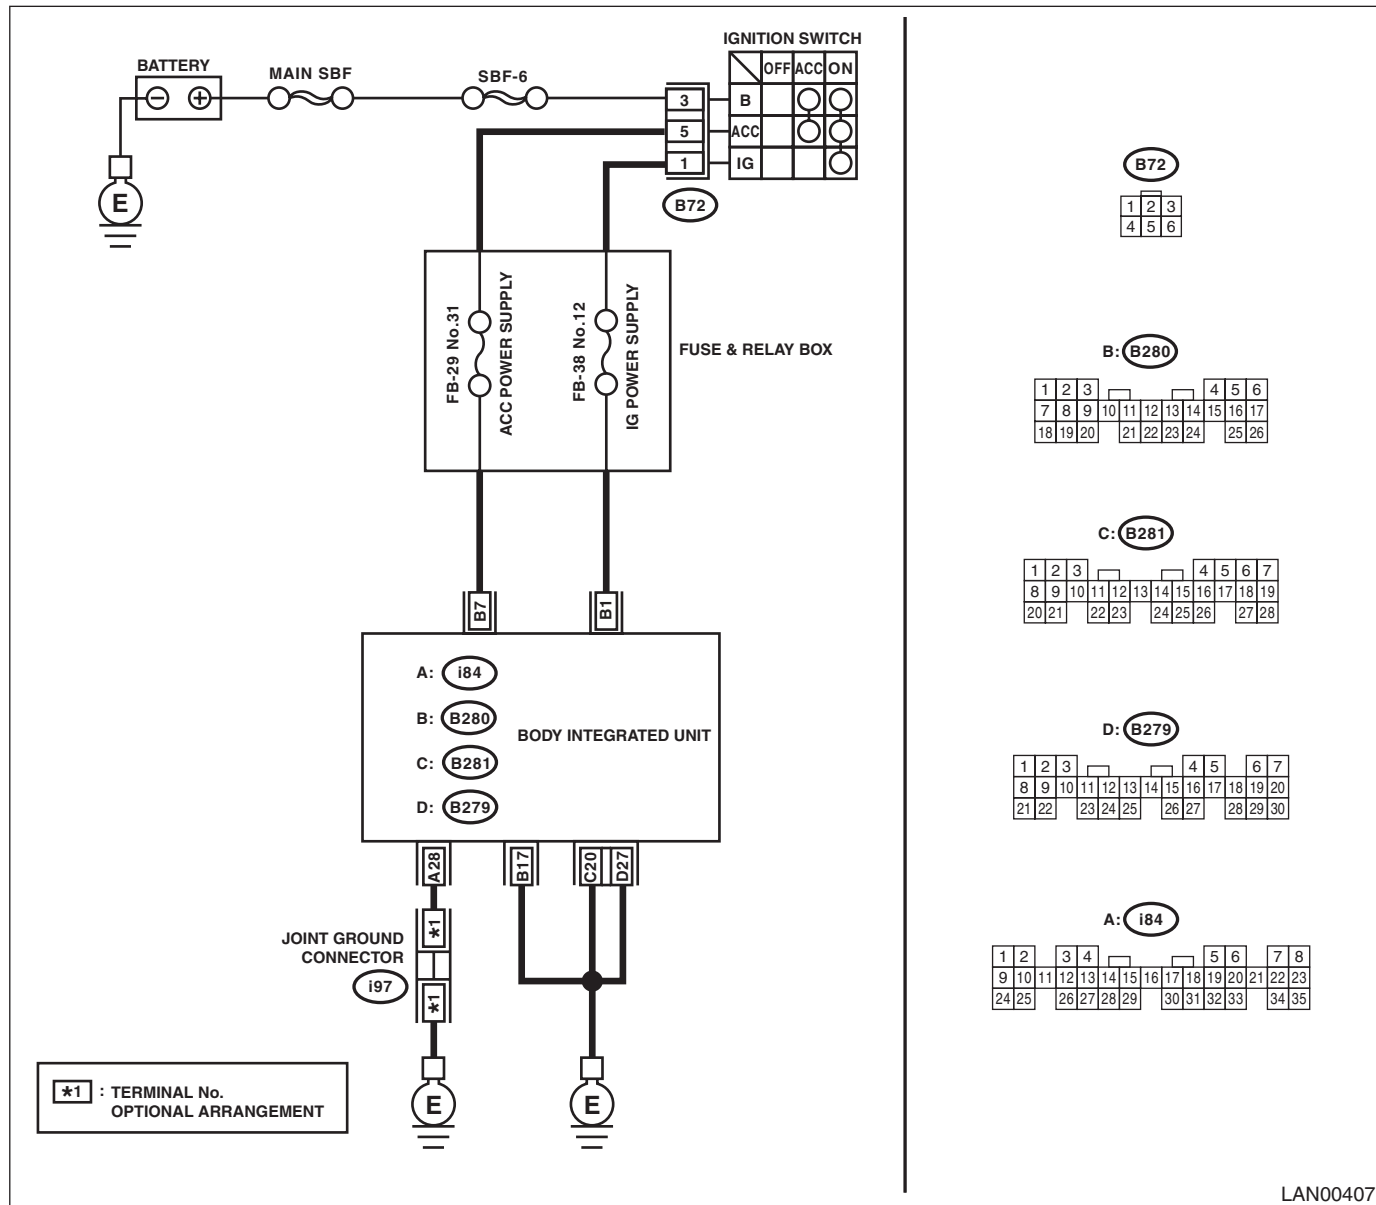 IGNITION SWITCH
OFF ACC ON
B
ACC
IG
BATTERY
MAIN SBF
SBF-6
3
5
1
B72
E
FB-29 No.31
ACC POWER SUPPLY
FB-38 No.12
IG POWER SUPPLY
FUSE & RELAY BOX
B7
B1
A: i84
B: B280
C: B281
D: B279
BODY INTEGRATED UNIT
A28
B17
C20
D27
*1
JOINT GROUND
CONNECTOR
i97
*1
E
E
*1 : TERMINAL No.
OPTIONAL ARRANGEMENT
B72
1 2 3
4 5 6
B: B280
1 2 3 4 5 6
7 8 9 10 11 12 13 14 15 16 17
18 19 20 21 22 23 24 25 26
C: B281
1 2 3 4 5 6 7
8 9 10 11 12 13 14 15 16 17 18 19
20 21 22 23 24 25 26 27 28
D: B279
1 2 3 4 5 6 7
8 9 10 11 12 13 14 15 16 17 18 19 20
21 22 23 24 25 26 27 28 29 30
A: i84
1 2 3 4 5 6 7 8
9 10 11 12 13 14 15 16 17 18 19 20 21 22 23
24 25 26 27 28 29 30 31 32 33 34 35
LAN00407